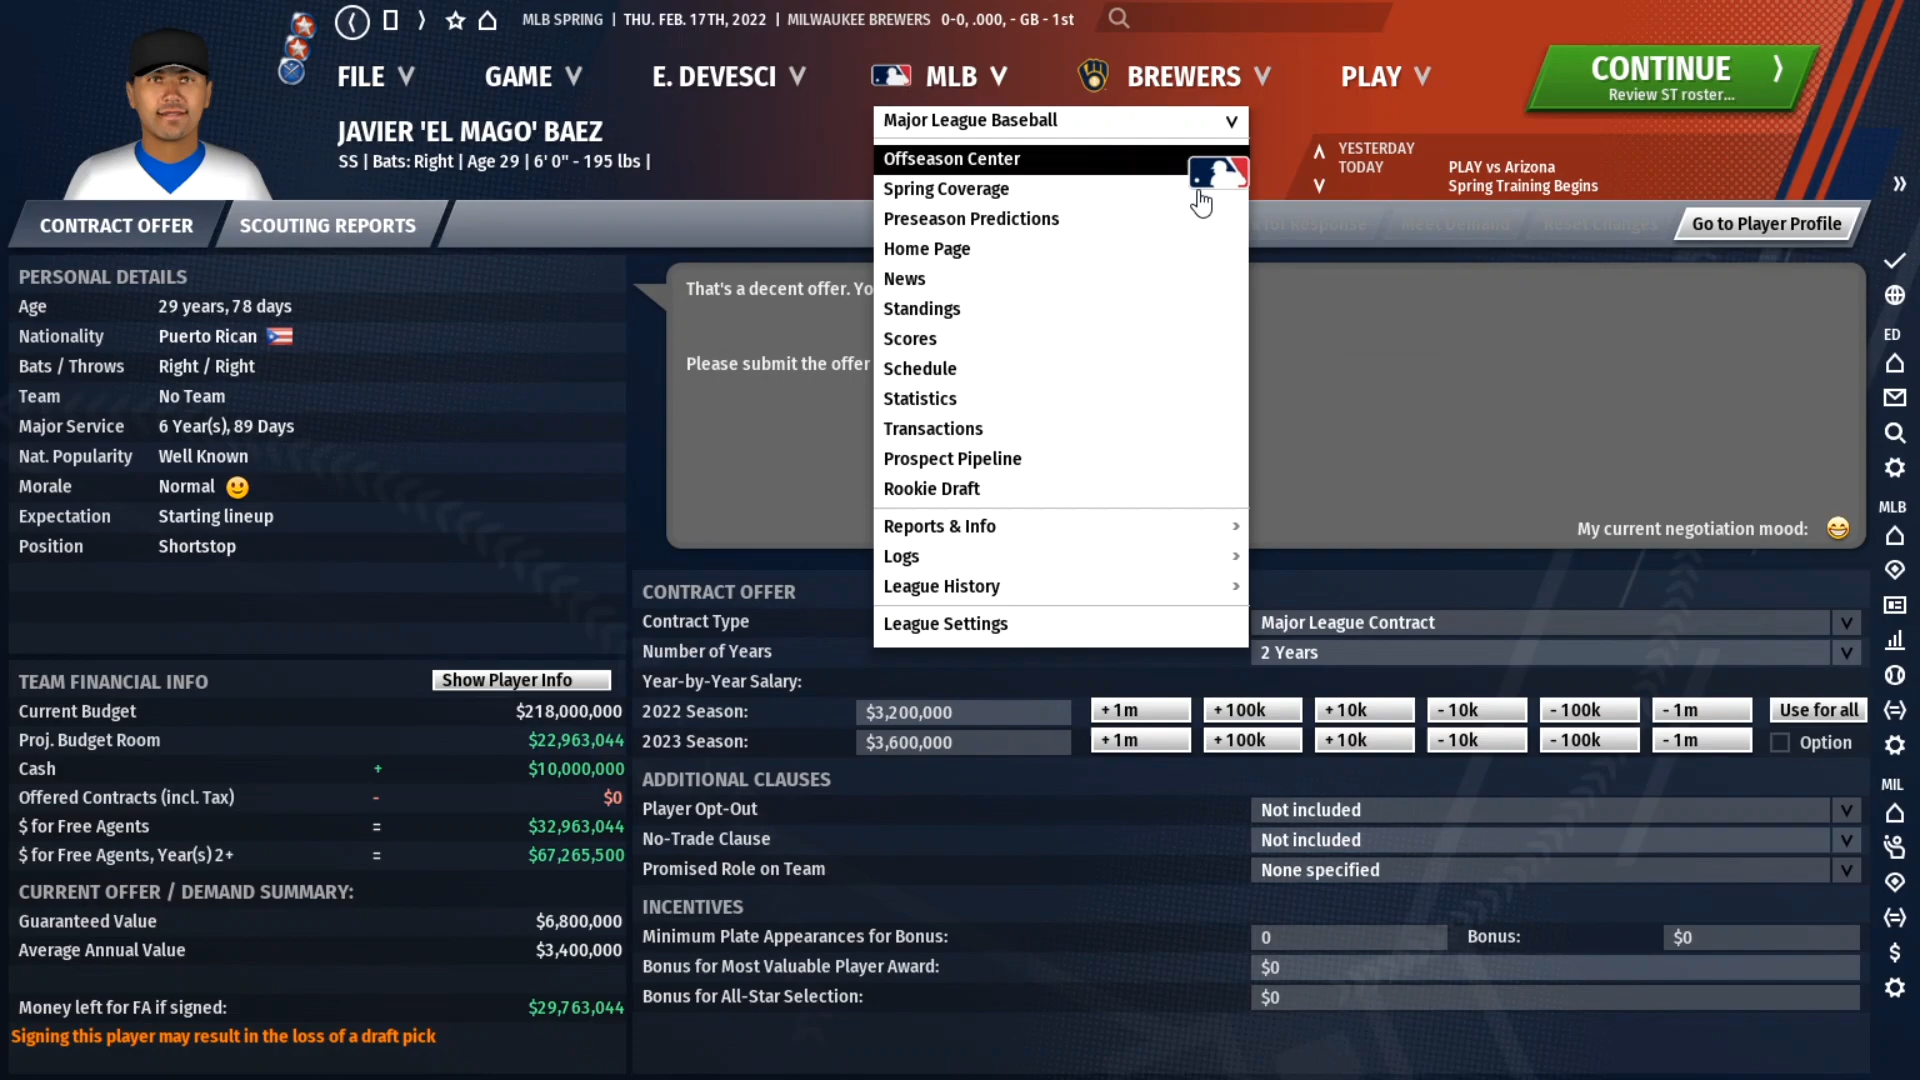 MLB SPRING | THU. FEB. 17TH, 2022 | MILWAUKEE BREWERS 0-0, .000, - GB - 1st
FILE GAME E. DEVESCI MLB BREWERS PLAY
CONTINUE
Review ST roster...
JAVIER 'EL MAGO' BAEZ
SS | Bats: Right | Age 29 | 6' 0" - 195 lbs |
YESTERDAY
TODAY PLAY vs Arizona
Spring Training Begins
Major League Baseball
Offseason Center
Spring Coverage
Preseason Predictions
Home Page
News
Standings
Scores
Schedule
Statistics
Transactions
Prospect Pipeline
Rookie Draft
Reports & Info
Logs
League History
League Settings
CONTRACT OFFER SCOUTING REPORTS
for Response Meet Demand Reset Changes Go to Player Profile
PERSONAL DETAILS
Age 29 years, 78 days
Nationality Puerto Rican
Bats / Throws Right / Right
Team No Team
Major Service 6 Year(s), 89 Days
Nat. Popularity Well Known
Morale Normal
Expectation Starting lineup
Position Shortstop
That's a decent offer. Yo
Please submit the offer
My current negotiation mood:
TEAM FINANCIAL INFO Show Player Info
Current Budget $218,000,000
Proj. Budget Room $22,963,044
Cash + $10,000,000
Offered Contracts (incl. Tax) - $0
$ for Free Agents = $32,963,044
$ for Free Agents, Year(s) 2+ = $67,265,500
CURRENT OFFER / DEMAND SUMMARY:
Guaranteed Value $6,800,000
Average Annual Value $3,400,000
Money left for FA if signed: $29,763,044
Signing this player may result in the loss of a draft pick
CONTRACT OFFER
Contract Type Major League Contract
Number of Years 2 Years
Year-by-Year Salary:
2022 Season: $3,200,000 + 1m + 100k + 10k - 10k - 100k - 1m Use for all
2023 Season: $3,600,000 + 1m + 100k + 10k - 10k - 100k - 1m Option
ADDITIONAL CLAUSES
Player Opt-Out Not included
No-Trade Clause Not included
Promised Role on Team None specified
INCENTIVES
Minimum Plate Appearances for Bonus: 0 Bonus: $0
Bonus for Most Valuable Player Award: $0
Bonus for All-Star Selection: $0
ED
MLB
MIL